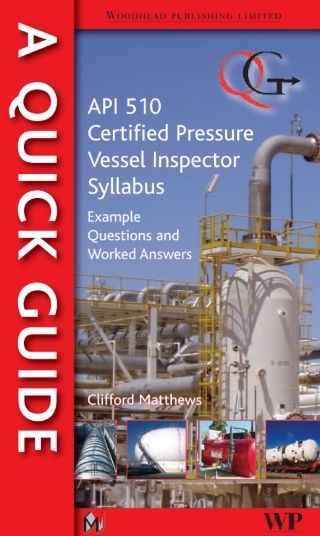 WOODHEAD PUBLISHING LIMITED
A QUICK GUIDE
QG
API 510
Certified Pressure
Vessel Inspector
Syllabus
Example
Questions and
Worked Answers
Clifford Matthews
WP